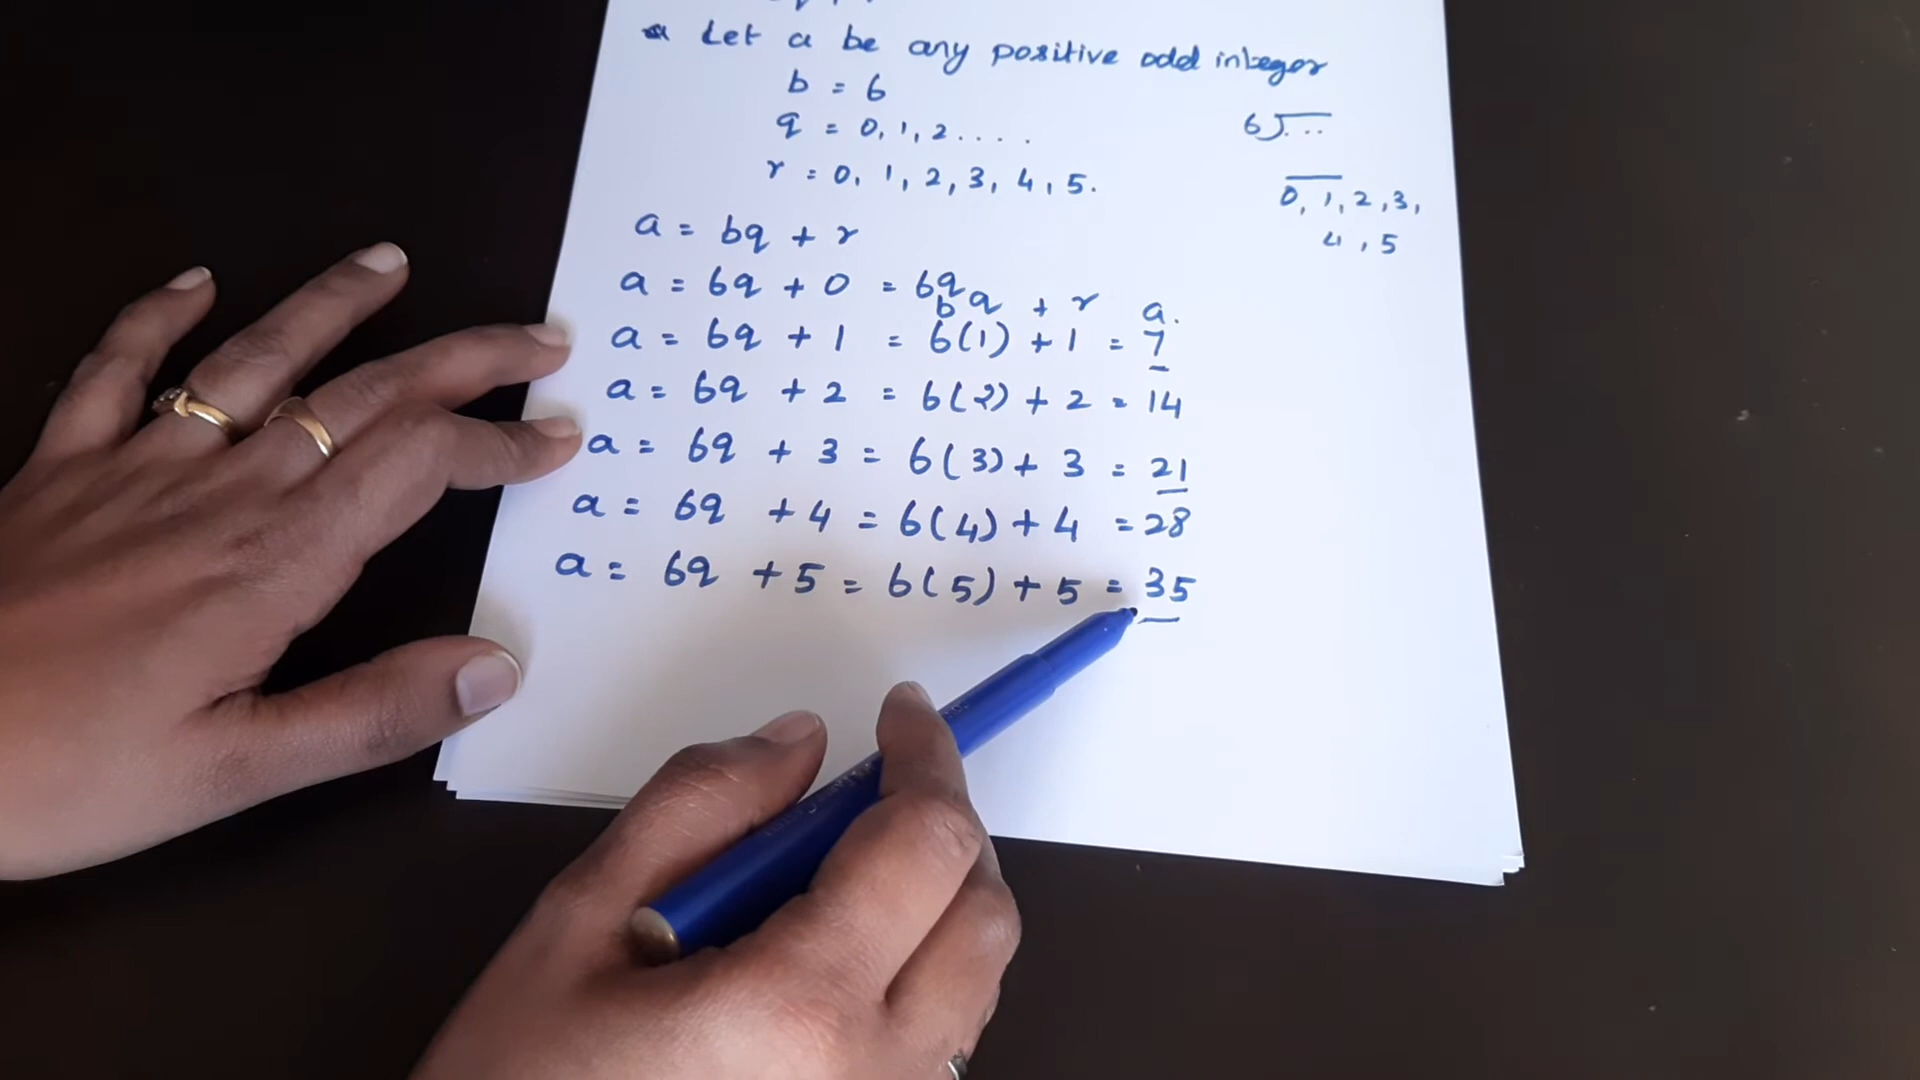 Let a be any positive odd integer
b = 6
q = 0, 1, 2 . . . .
6 . . .
r = 0, 1, 2, 3, 4, 5.
0, 1, 2, 3,
4, 5
a = bq + r
a = 6q + 0 = 6q
b q + r a.
a = 6q + 1 = 6(1) + 1 = 7
a = 6q + 2 = 6(2) + 2 = 14
a = 6q + 3 = 6(3) + 3 = 21
a = 6q + 4 = 6(4) + 4 = 28
a = 6q + 5 = 6(5) + 5 = 35